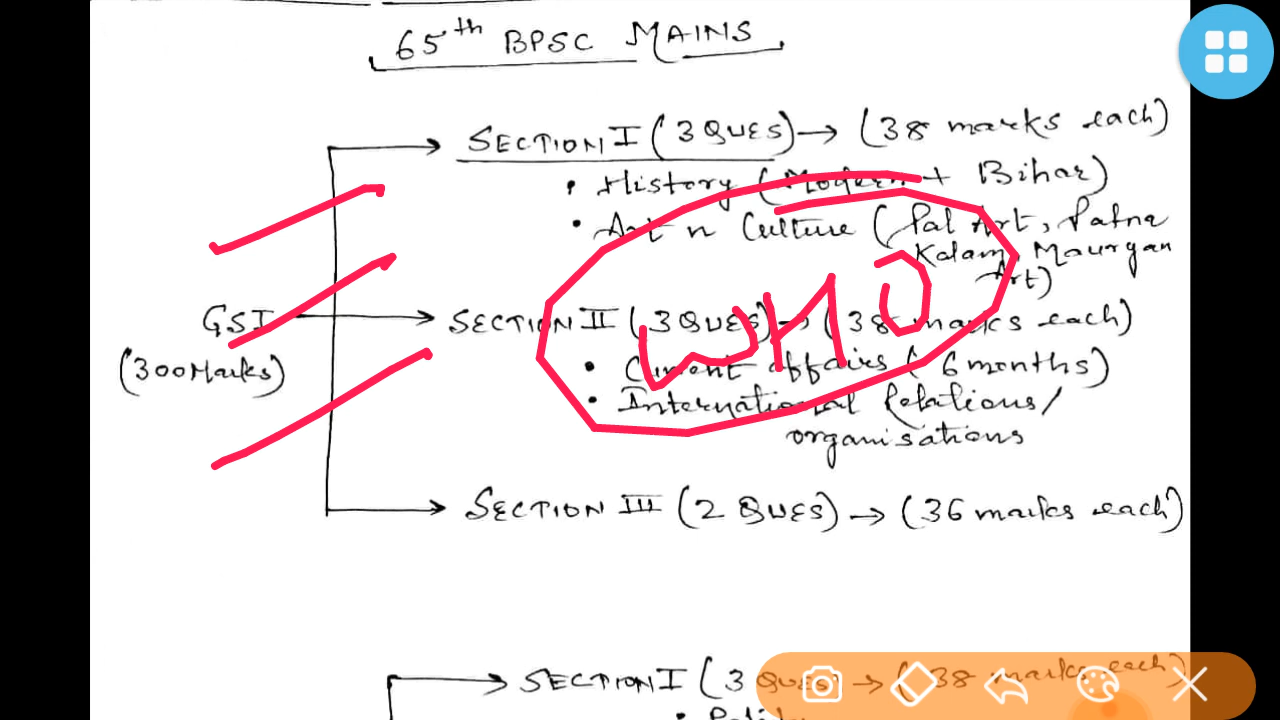 65th BPSC MAINS
SECTION I (3 QUES) → (38 marks each)
• History (Modern + Bihar)
• Art n Culture (Pal Art, Patna
Kalam, Mauryan
Art)
GSI
(300 Marks)
SECTION II (3 QUES) → (38 marks each)
WHO
• Current affairs (6 months)
• International Relations/
organisations
SECTION III (2 QUES) → (36 marks each)
SECTION I (3 QUES) → (38 marks each)